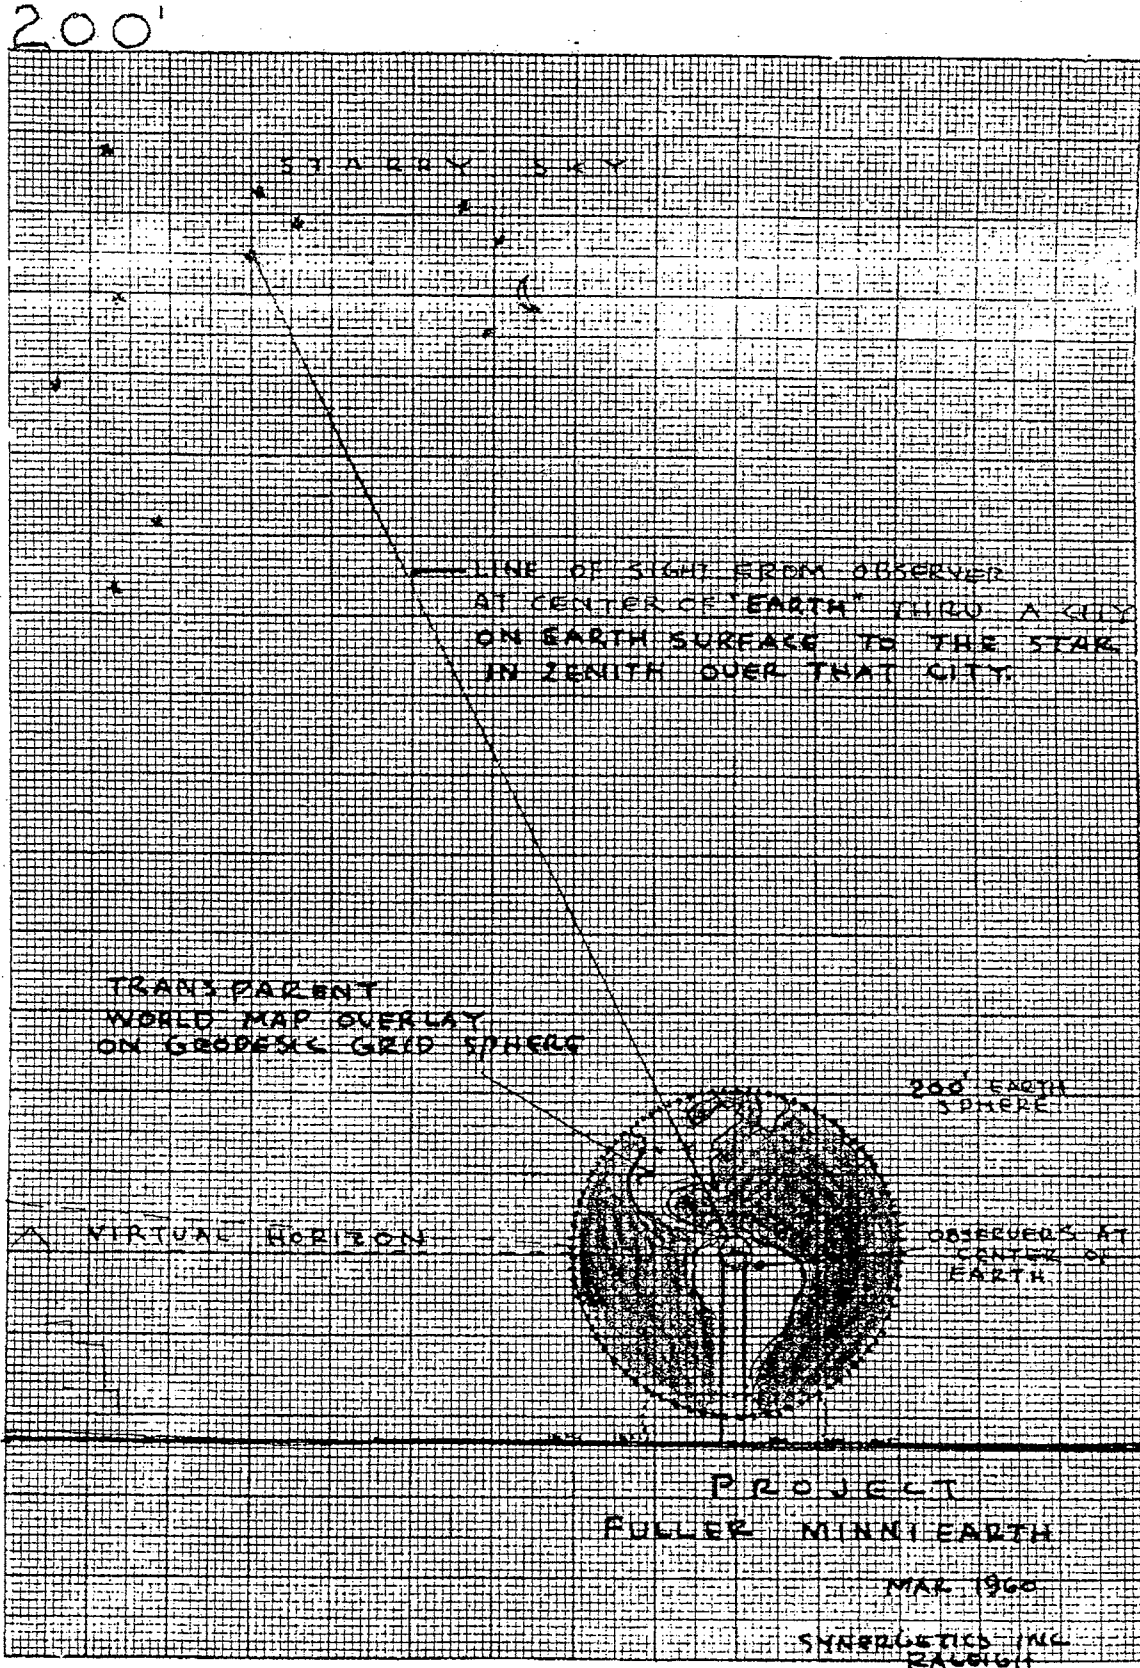 200'
STARRY SKY
LINE OF SIGHT FROM OBSERVER
AT CENTER OF "EARTH" THRU A CITY
ON EARTH SURFACE TO THE STAR
IN ZENITH OVER THAT CITY.
TRANSPARENT
WORLD MAP OVERLAY
ON GEODESIC GRID SPHERE
200' EARTH
SPHERE
VIRTUAL HORIZON
OBSERVERS AT
CENTER OF
EARTH
PROJECT
FULLER MINNI EARTH
MAR 1960
SYNERGETICS INC
RALEIGH